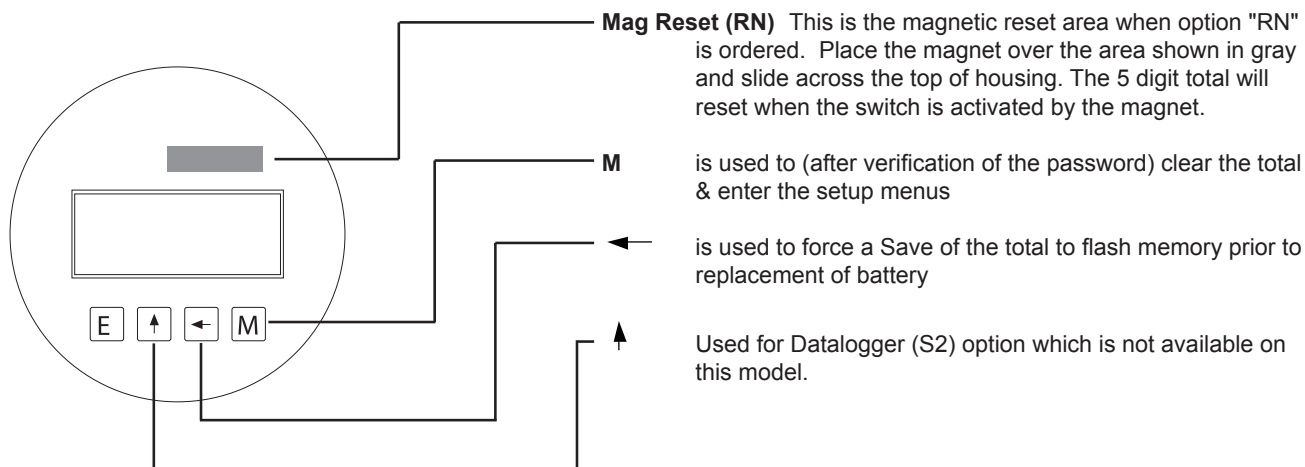 Mag Reset (RN) This is the magnetic reset area when option "RN"
is ordered. Place the magnet over the area shown in gray
and slide across the top of housing. The 5 digit total will
reset when the switch is activated by the magnet.
M is used to (after verification of the password) clear the total
& enter the setup menus
← is used to force a Save of the total to flash memory prior to
replacement of battery
E ↑ ← M
↑ Used for Datalogger (S2) option which is not available on
this model.